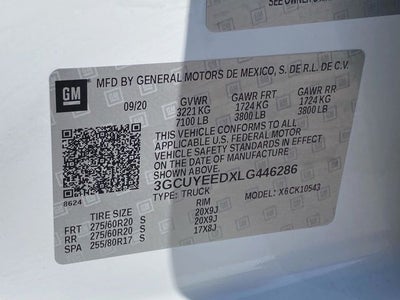 GM
MFD BY GENERAL MOTORS DE MEXICO, S. DE R.L. DE C.V.
09/20 GVWR GAWR FRT GAWR RR
3221 KG 1724 KG 1724 KG
7100 LB 3800 LB 3800 LB
THIS VEHICLE CONFORMS TO ALL
APPLICABLE U.S. FEDERAL MOTOR
VEHICLE SAFETY STANDARDS IN EFFECT
ON THE DATE OF MANUFACTURE SHOWN ABOVE.
3GCUYEEDXLG446286
TYPE: TRUCK MODEL: X6CK10543
8624
TIRE SIZE RIM
FRT 275/60R20 S 20X9J
RR 275/60R20 S 20X9J
SPA 255/80R17 S 17X8J